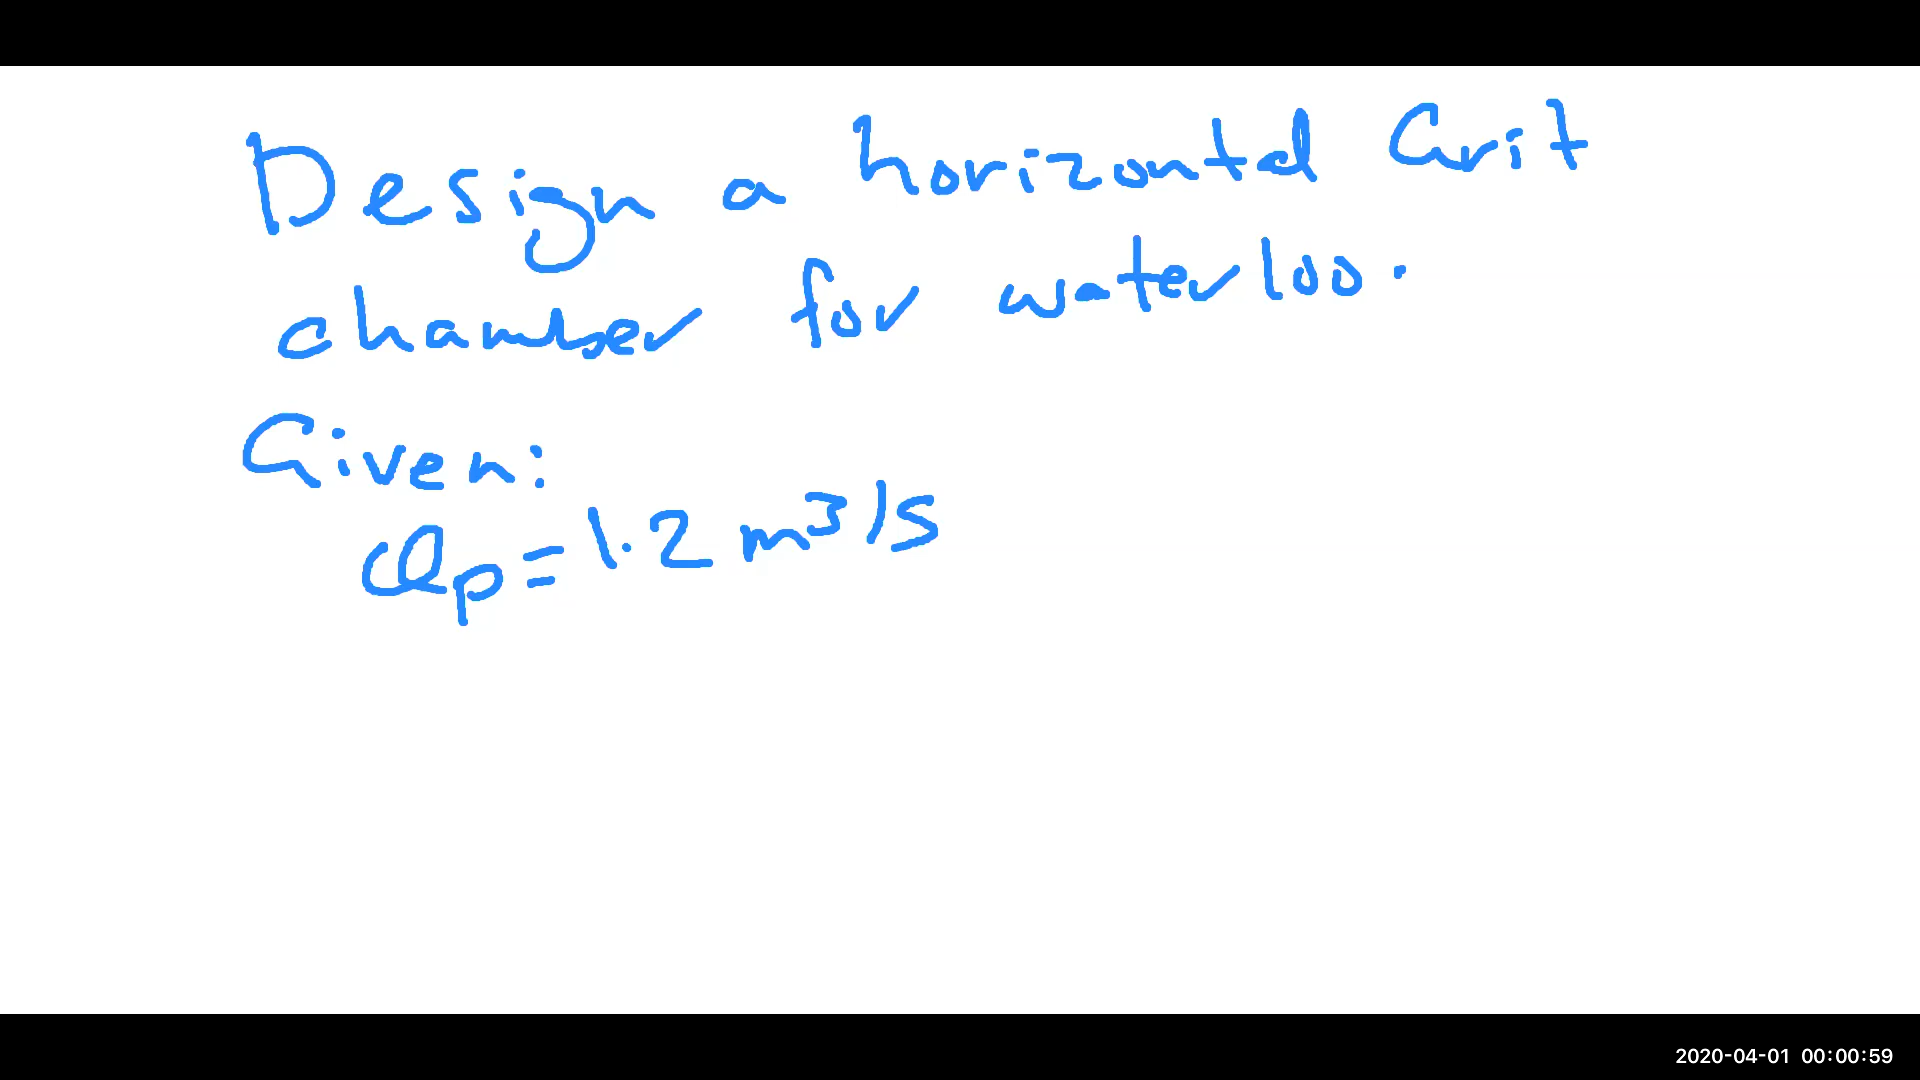 Design a horizontal Grit
chamber for waterloo.
Given:
Qp = 1.2 m³/s
2020-04-01 00:00:59